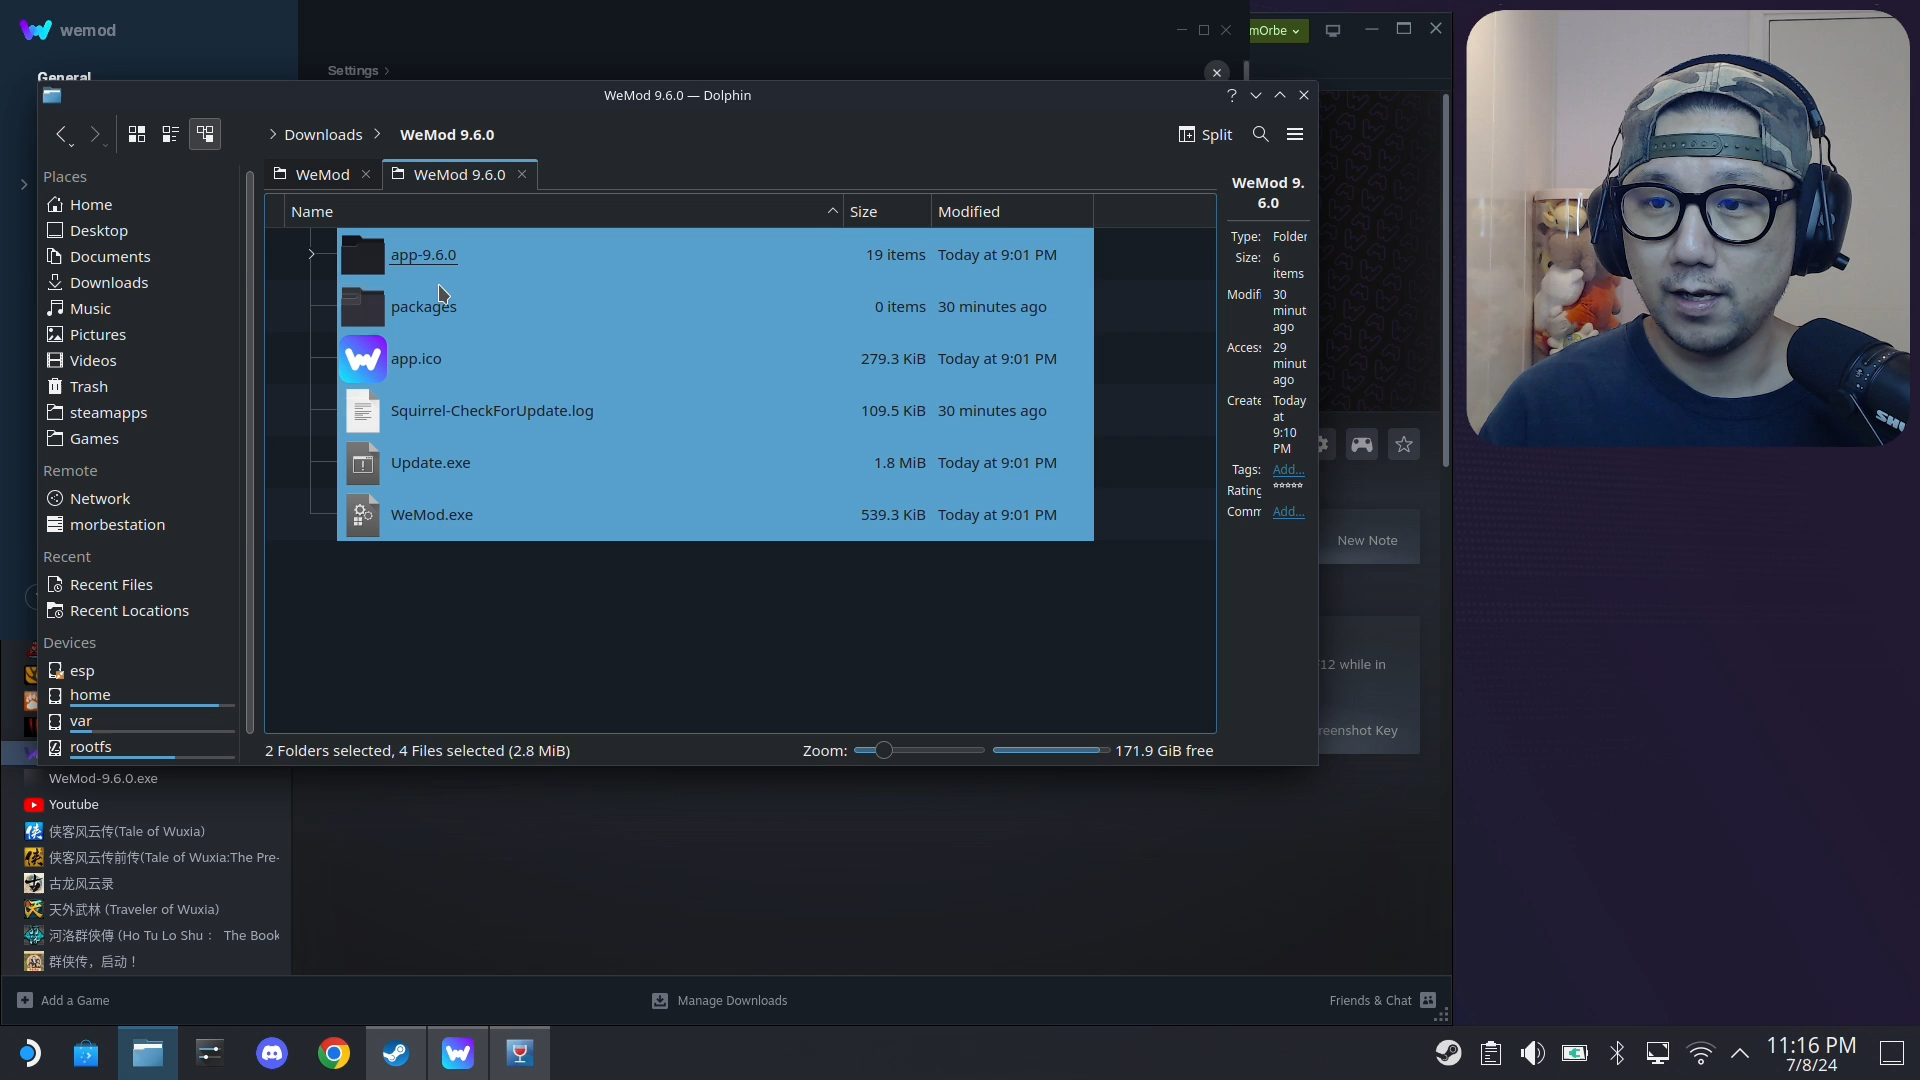 wemod
General
Settings
mOrbe
WeMod 9.6.0 — Dolphin
Downloads
WeMod 9.6.0
Split
WeMod
WeMod 9.6.0
Places
Home
Desktop
Documents
Downloads
Music
Pictures
Videos
Trash
steamapps
Games
Remote
Network
morbestation
Recent
Recent Files
Recent Locations
Devices
esp
home
var
rootfs
Name Size Modified
app-9.6.0 19 items Today at 9:01 PM
packages 0 items 30 minutes ago
app.ico 279.3 KiB Today at 9:01 PM
Squirrel-CheckForUpdate.log 109.5 KiB 30 minutes ago
Update.exe 1.8 MiB Today at 9:01 PM
WeMod.exe 539.3 KiB Today at 9:01 PM
2 Folders selected, 4 Files selected (2.8 MiB)
Zoom:
171.9 GiB free
WeMod 9.
6.0
Type: Folder
Size: 6
items
Modifi 30
minut
ago
Access 29
minut
ago
Create Today
at
9:10
PM
Tags: Add...
Rating
Comm Add...
New Note
12 while in
reenshot Key
WeMod-9.6.0.exe
Youtube
侠客风云传(Tale of Wuxia)
侠客风云传前传(Tale of Wuxia:The Pre-
古龙风云录
天外武林 (Traveler of Wuxia)
河洛群俠傳 (Ho Tu Lo Shu： The Book
群侠传，启动！
Add a Game
Manage Downloads
Friends & Chat
SH
11:16 PM
7/8/24